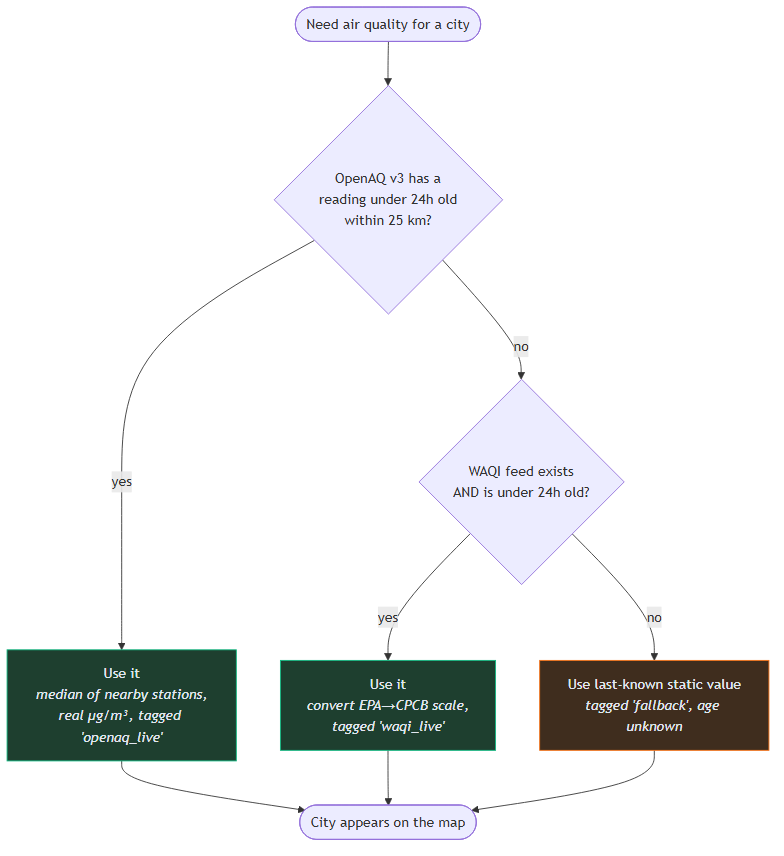 Need air quality for a city
OpenAQ v3 has a
reading under 24h old
within 25 km?
no
WAQI feed exists
AND is under 24h old?
yes
yes
no
Use it
median of nearby stations,
real µg/m³, tagged
'openaq_live'
Use it
convert EPA→CPCB scale,
tagged 'waqi_live'
Use last-known static value
tagged 'fallback', age
unknown
City appears on the map